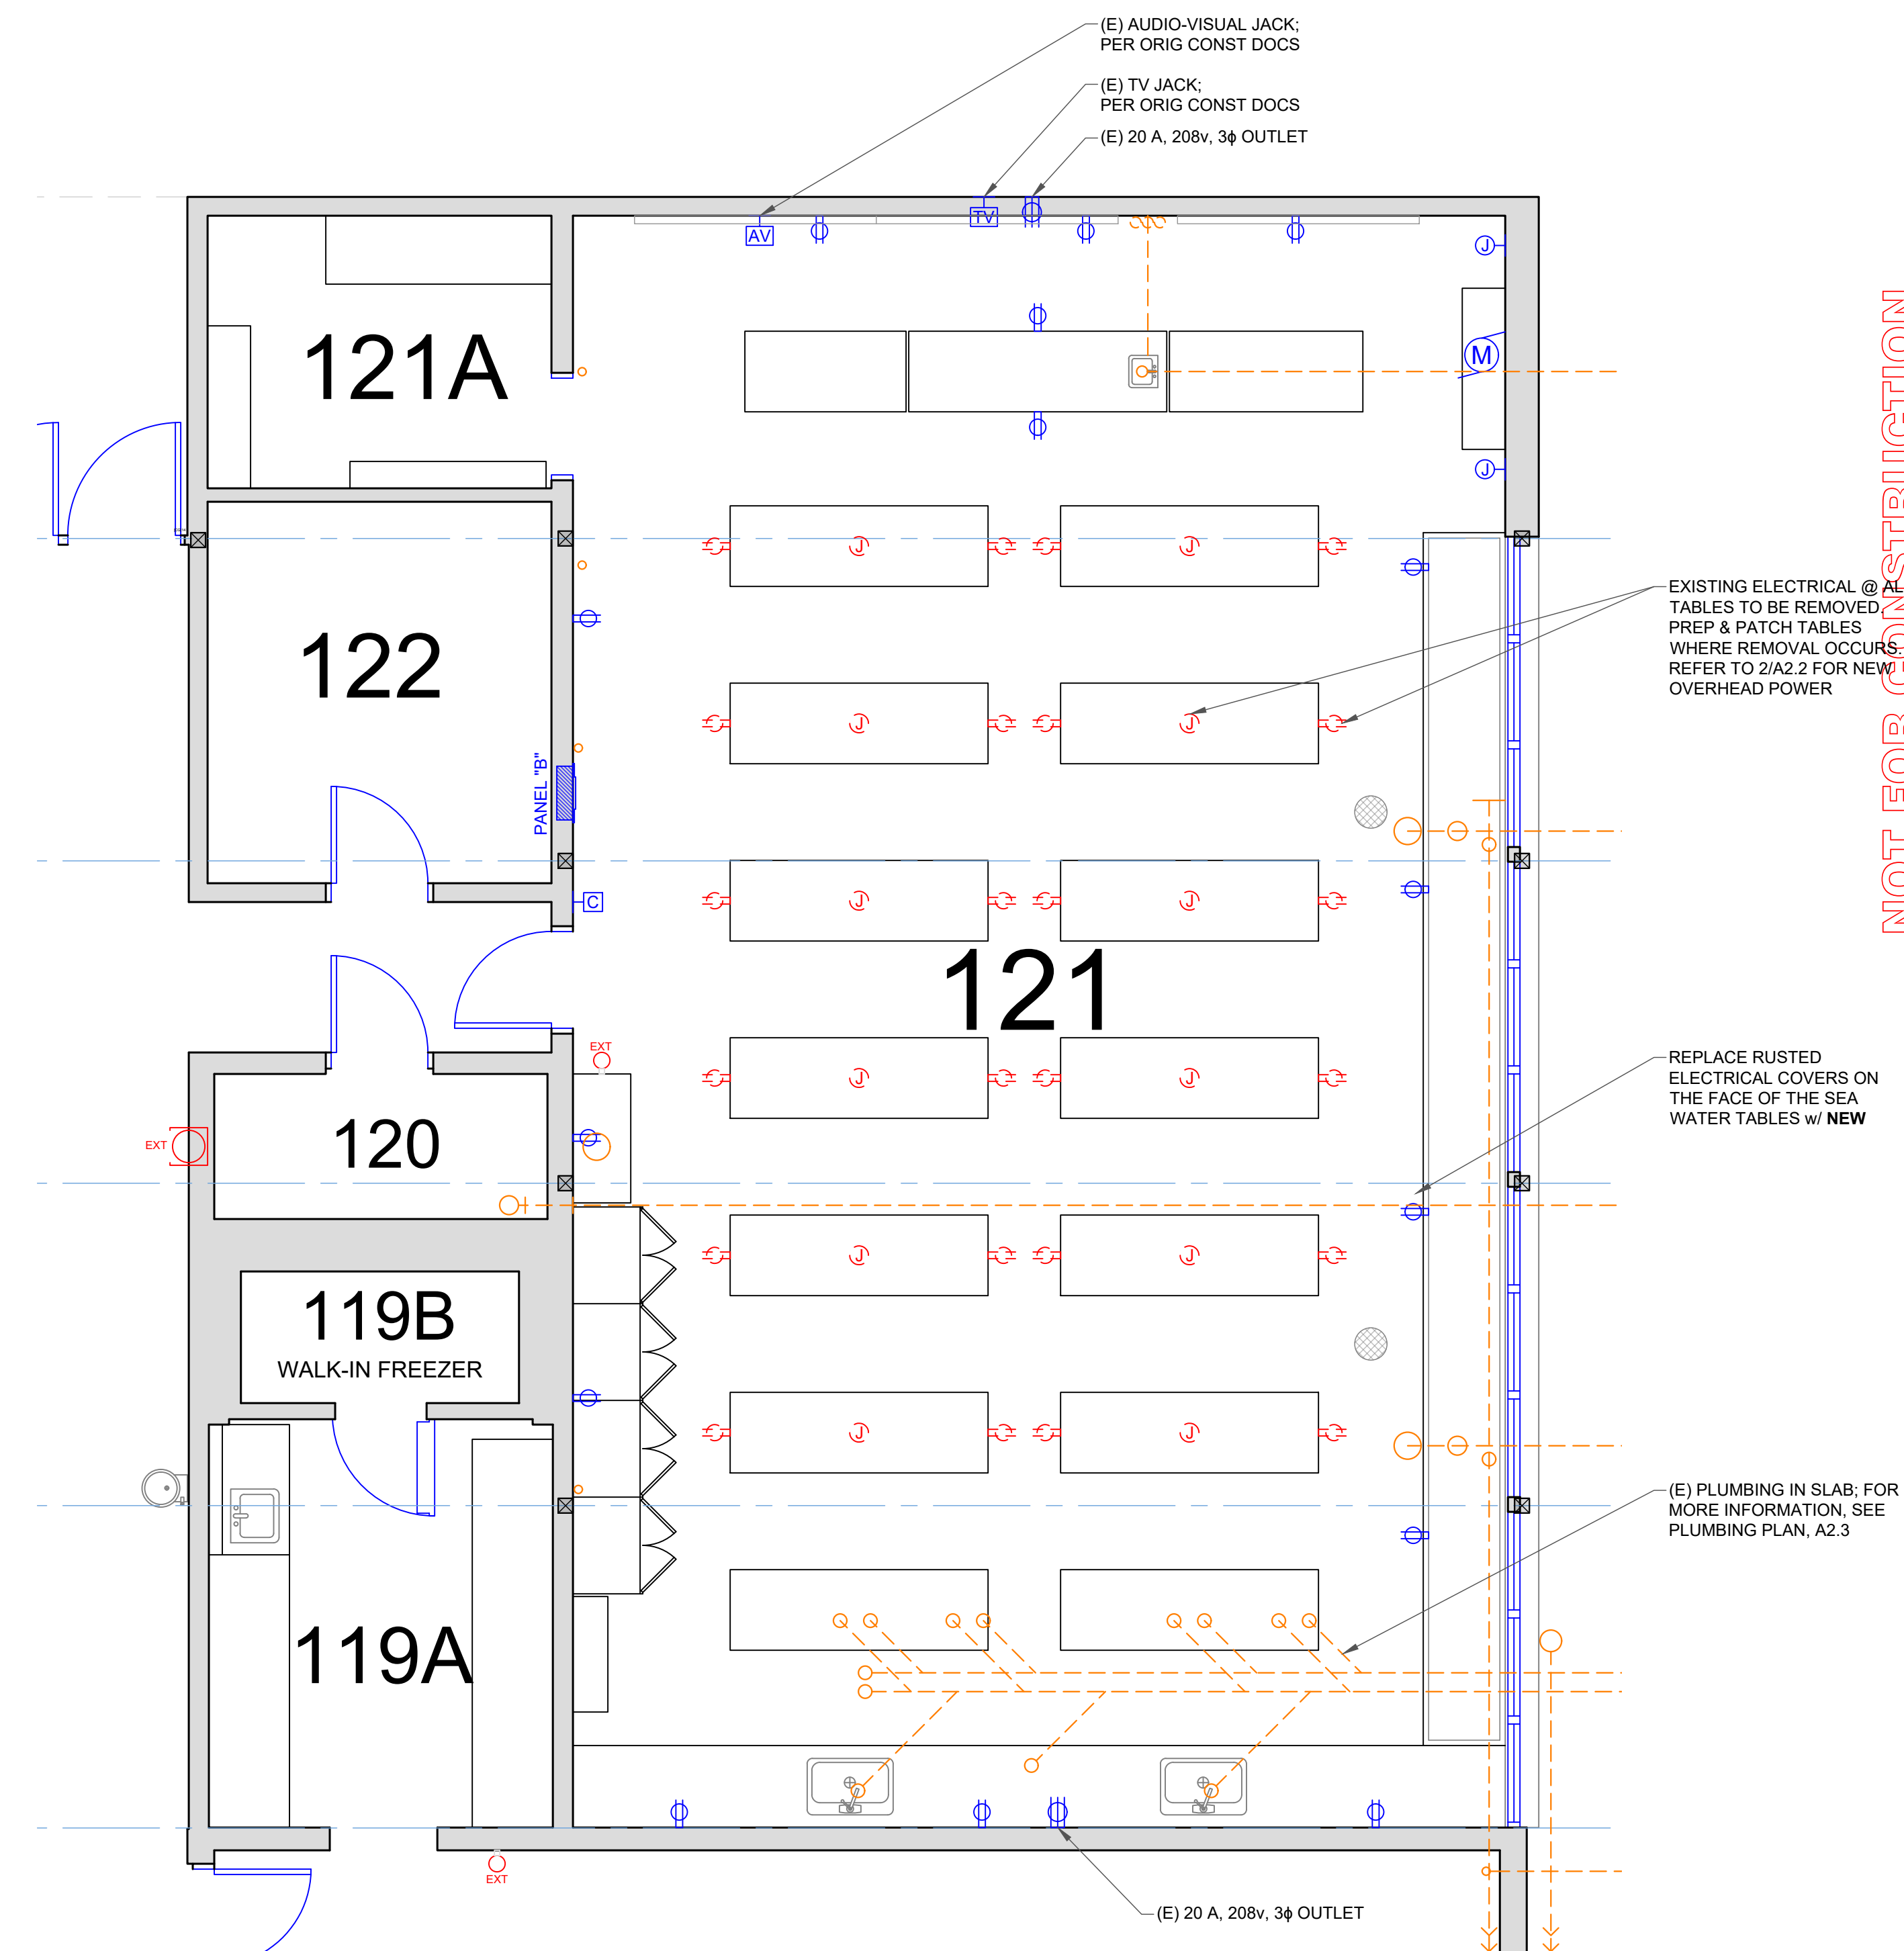 (E) AUDIO-VISUAL JACK;
PER ORIG CONST DOCS
(E) TV JACK;
PER ORIG CONST DOCS
(E) 20 A, 208v, 3ϕ OUTLET
AV
TV
J
121A
M
J
NOT FOR CONSTRUCTION
J
J
122
EXISTING ELECTRICAL @ AL
TABLES TO BE REMOVED.
PREP & PATCH TABLES
WHERE REMOVAL OCCURS.
REFER TO 2/A2.2 FOR NEW
OVERHEAD POWER
J
J
PANEL "B"
C
J
J
121
EXT
J
J
REPLACE RUSTED
ELECTRICAL COVERS ON
THE FACE OF THE SEA
WATER TABLES w/ NEW
EXT
120
J
J
119B
WALK-IN FREEZER
J
J
(E) PLUMBING IN SLAB; FOR
MORE INFORMATION, SEE
PLUMBING PLAN, A2.3
119A
EXT
(E) 20 A, 208v, 3ϕ OUTLET